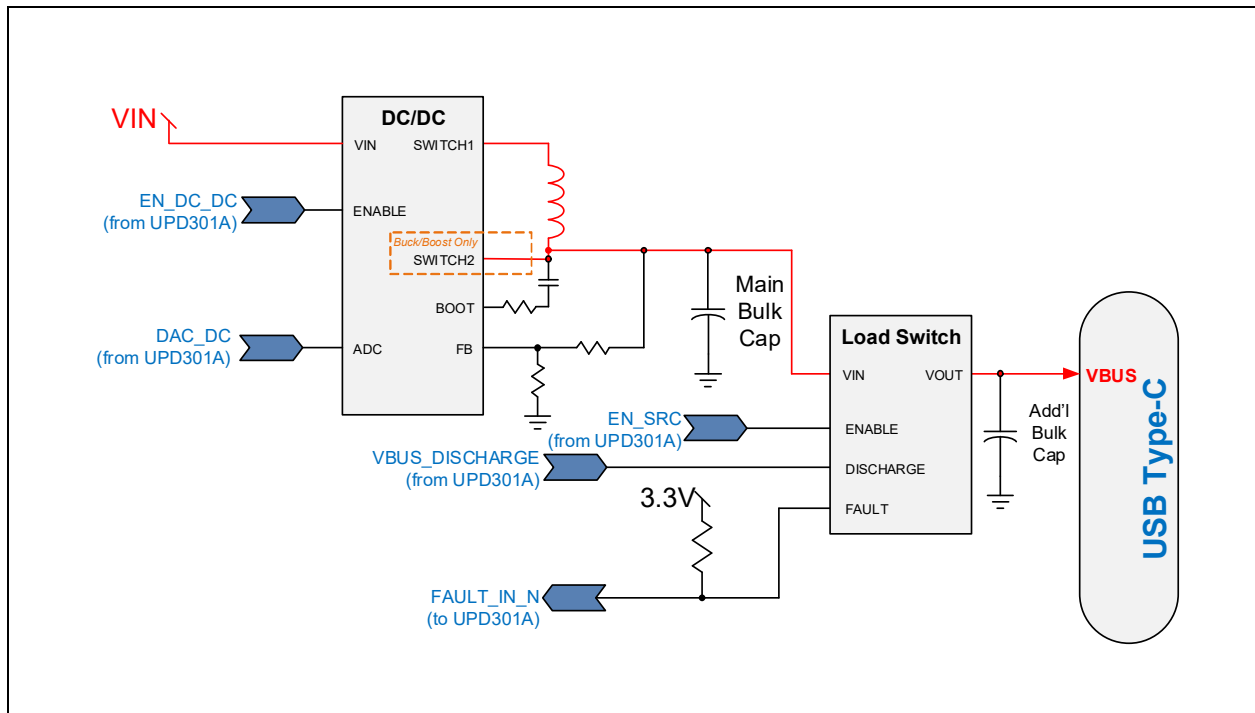 VIN
DC/DC
VIN
SWITCH1
EN_DC_DC
(from UPD301A)
ENABLE
Buck/Boost Only
SWITCH2
BOOT
DAC_DC
(from UPD301A)
ADC
FB
Main
Bulk
Cap
Load Switch
VIN
VOUT
VBUS
EN_SRC
(from UPD301A)
ENABLE
Add'l
Bulk
Cap
VBUS_DISCHARGE
(from UPD301A)
DISCHARGE
3.3V
FAULT
FAULT_IN_N
(to UPD301A)
USB Type-C